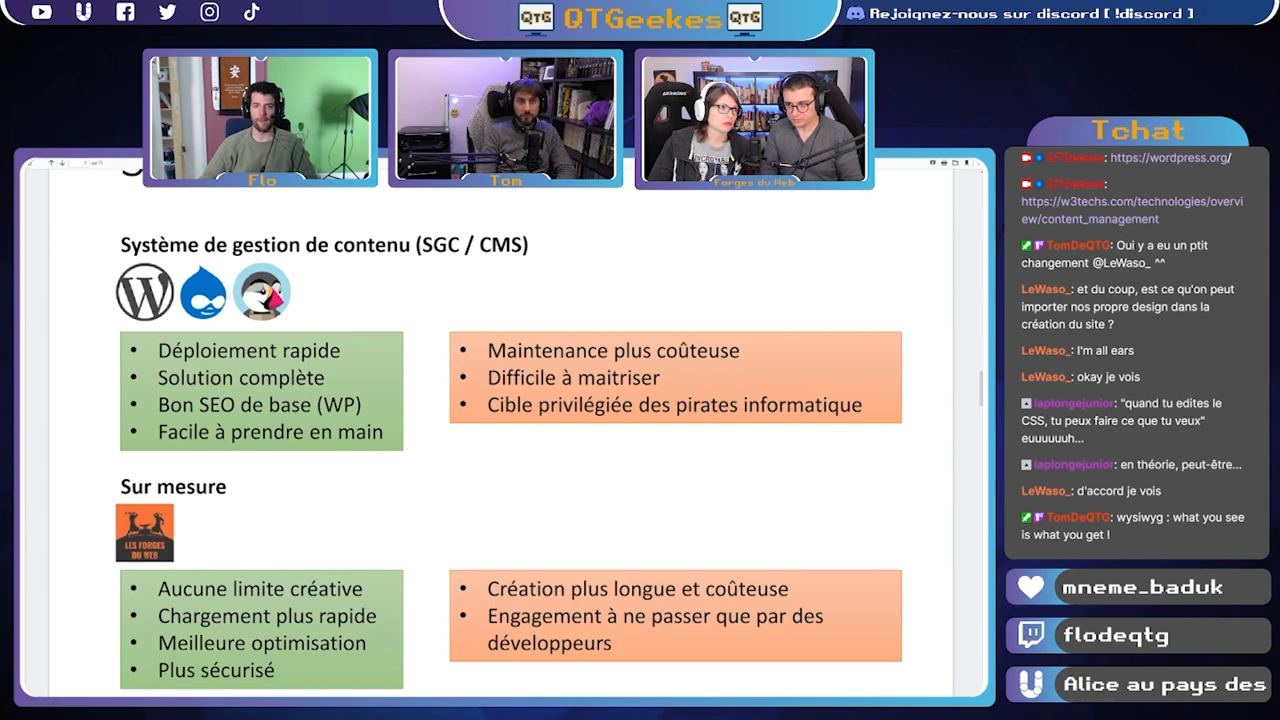 QTG
QTGeekes
QTG
Rejoignez-nous sur discord [ !discord ]
Flo
Tom
Forges du Web
Système de gestion de contenu (SGC / CMS)
• Déploiement rapide
• Solution complète
• Bon SEO de base (WP)
• Facile à prendre en main
• Maintenance plus coûteuse
• Difficile à maitriser
• Cible privilégiée des pirates informatique
Sur mesure
LES FORGES
DU WEB
• Aucune limite créative
• Chargement plus rapide
• Meilleure optimisation
• Plus sécurisé
• Création plus longue et coûteuse
• Engagement à ne passer que par des
développeurs
Tchat
QTGeekes: https://wordpress.org/
QTGeekes:
https://w3techs.com/technologies/overvi
ew/content_management
TomDeQTG: Oui y a eu un ptit
changement @LeWaso_ ^^
LeWaso_: et du coup, est ce qu'on peut
importer nos propre design dans la
création du site ?
LeWaso_: I'm all ears
LeWaso_: okay je vois
laplongejunior: "quand tu edites le
CSS, tu peux faire ce que tu veux"
euuuuuuh...
laplongejunior: en théorie, peut-être...
LeWaso_: d'accord je vois
TomDeQTG: wysiwyg : what you see
is what you get !
mneme_baduk
flodeqtg
Alice au pays des